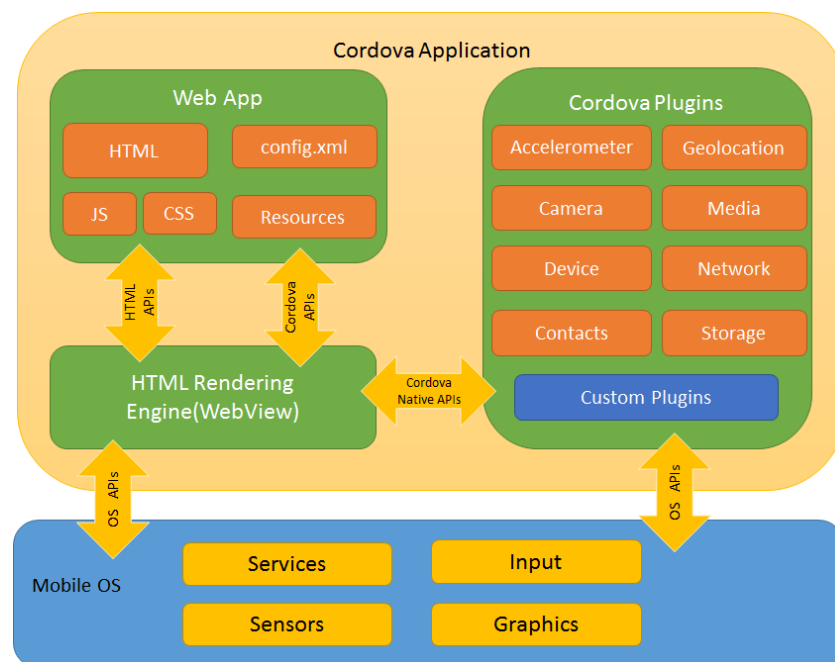 Cordova Application
Web App
HTML
config.xml
JS
CSS
Resources
HTML
APIs
Cordova
APIs
HTML Rendering
Engine(WebView)
Cordova
Native APIs
Cordova Plugins
Accelerometer
Geolocation
Camera
Media
Device
Network
Contacts
Storage
Custom Plugins
OS APIs
OS APIs
Mobile OS
Services
Input
Sensors
Graphics